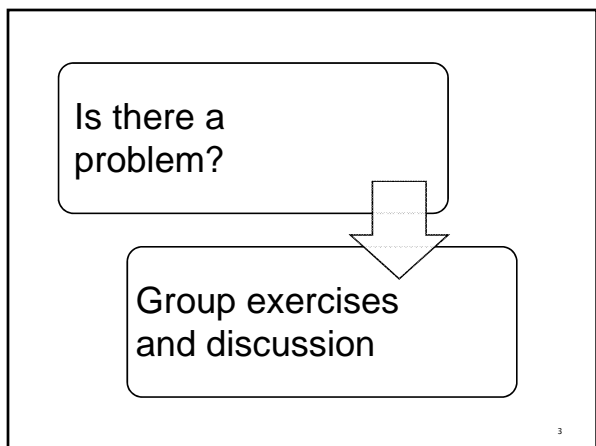 Is there a
problem?
Group exercises
and discussion
3